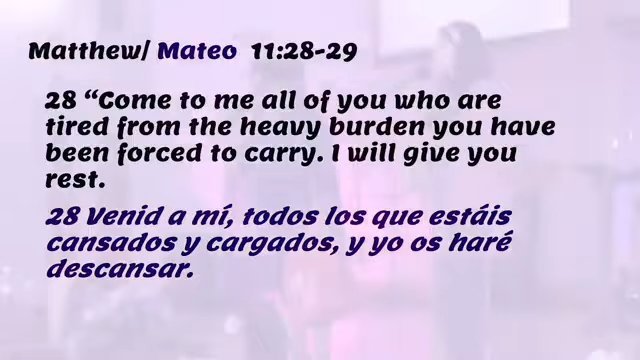 Matthew/ Mateo 11:28-29
28 “Come to me all of you who are
tired from the heavy burden you have
been forced to carry. I will give you
rest.
28 Venid a mí, todos los que estáis
cansados y cargados, y yo os haré
descansar.